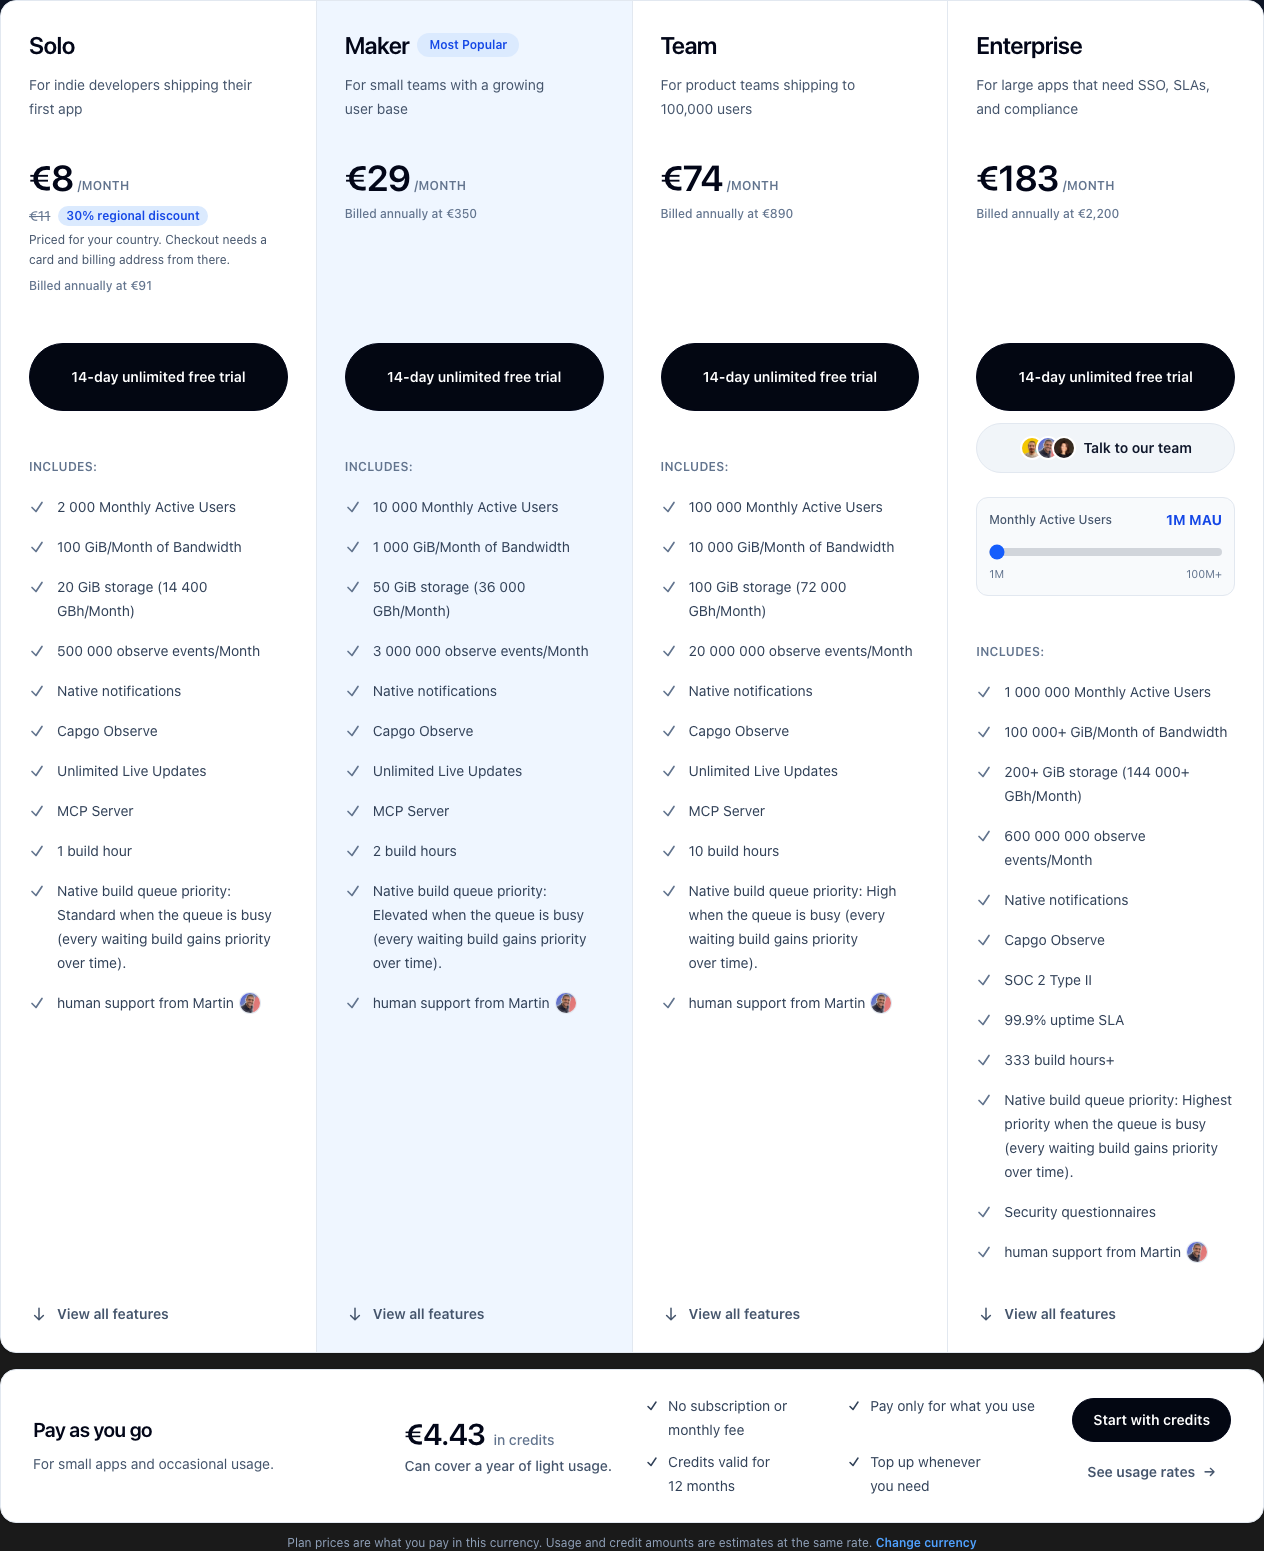 Solo
For indie developers shipping their
first app
€8 /MONTH
€11 30% regional discount
Priced for your country. Checkout needs a
card and billing address from there.
Billed annually at €91
14-day unlimited free trial
INCLUDES:
2 000 Monthly Active Users
100 GiB/Month of Bandwidth
20 GiB storage (14 400
GBh/Month)
500 000 observe events/Month
Native notifications
Capgo Observe
Unlimited Live Updates
MCP Server
1 build hour
Native build queue priority:
Standard when the queue is busy
(every waiting build gains priority
over time).
human support from Martin
View all features
Maker Most Popular
For small teams with a growing
user base
€29 /MONTH
Billed annually at €350
14-day unlimited free trial
INCLUDES:
10 000 Monthly Active Users
1 000 GiB/Month of Bandwidth
50 GiB storage (36 000
GBh/Month)
3 000 000 observe events/Month
Native notifications
Capgo Observe
Unlimited Live Updates
MCP Server
2 build hours
Native build queue priority:
Elevated when the queue is busy
(every waiting build gains priority
over time).
human support from Martin
View all features
Team
For product teams shipping to
100,000 users
€74 /MONTH
Billed annually at €890
14-day unlimited free trial
INCLUDES:
100 000 Monthly Active Users
10 000 GiB/Month of Bandwidth
100 GiB storage (72 000
GBh/Month)
20 000 000 observe events/Month
Native notifications
Capgo Observe
Unlimited Live Updates
MCP Server
10 build hours
Native build queue priority: High
when the queue is busy (every
waiting build gains priority
over time).
human support from Martin
View all features
Enterprise
For large apps that need SSO, SLAs,
and compliance
€183 /MONTH
Billed annually at €2,200
14-day unlimited free trial
Talk to our team
Monthly Active Users 1M MAU
1M 100M+
INCLUDES:
1 000 000 Monthly Active Users
100 000+ GiB/Month of Bandwidth
200+ GiB storage (144 000+
GBh/Month)
600 000 000 observe
events/Month
Native notifications
Capgo Observe
SOC 2 Type II
99.9% uptime SLA
333 build hours+
Native build queue priority: Highest
priority when the queue is busy
(every waiting build gains priority
over time).
Security questionnaires
human support from Martin
View all features
Pay as you go
For small apps and occasional usage.
€4.43 in credits
Can cover a year of light usage.
No subscription or
monthly fee
Pay only for what you use
Credits valid for
12 months
Top up whenever
you need
Start with credits
See usage rates →
Plan prices are what you pay in this currency. Usage and credit amounts are estimates at the same rate. Change currency